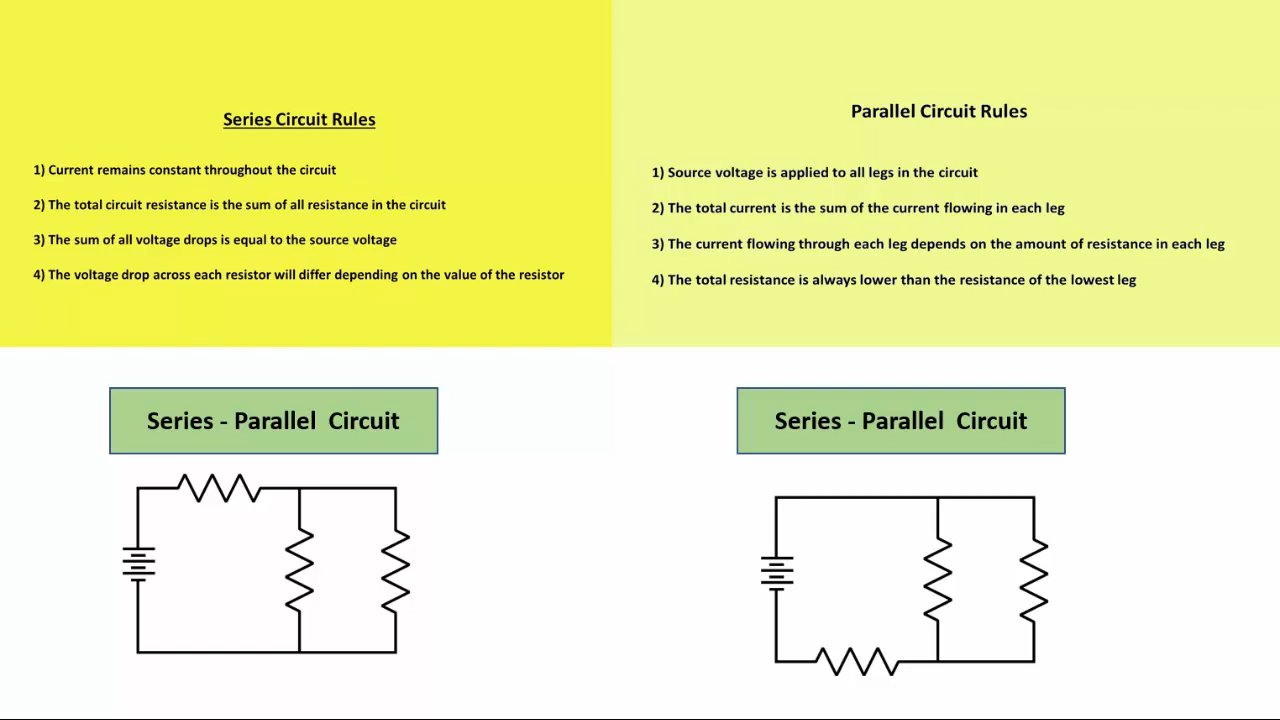 Series Circuit Rules
1) Current remains constant throughout the circuit
2) The total circuit resistance is the sum of all resistance in the circuit
3) The sum of all voltage drops is equal to the source voltage
4) The voltage drop across each resistor will differ depending on the value of the resistor
Parallel Circuit Rules
1) Source voltage is applied to all legs in the circuit
2) The total current is the sum of the current flowing in each leg
3) The current flowing through each leg depends on the amount of resistance in each leg
4) The total resistance is always lower than the resistance of the lowest leg
Series - Parallel  Circuit
Series - Parallel  Circuit